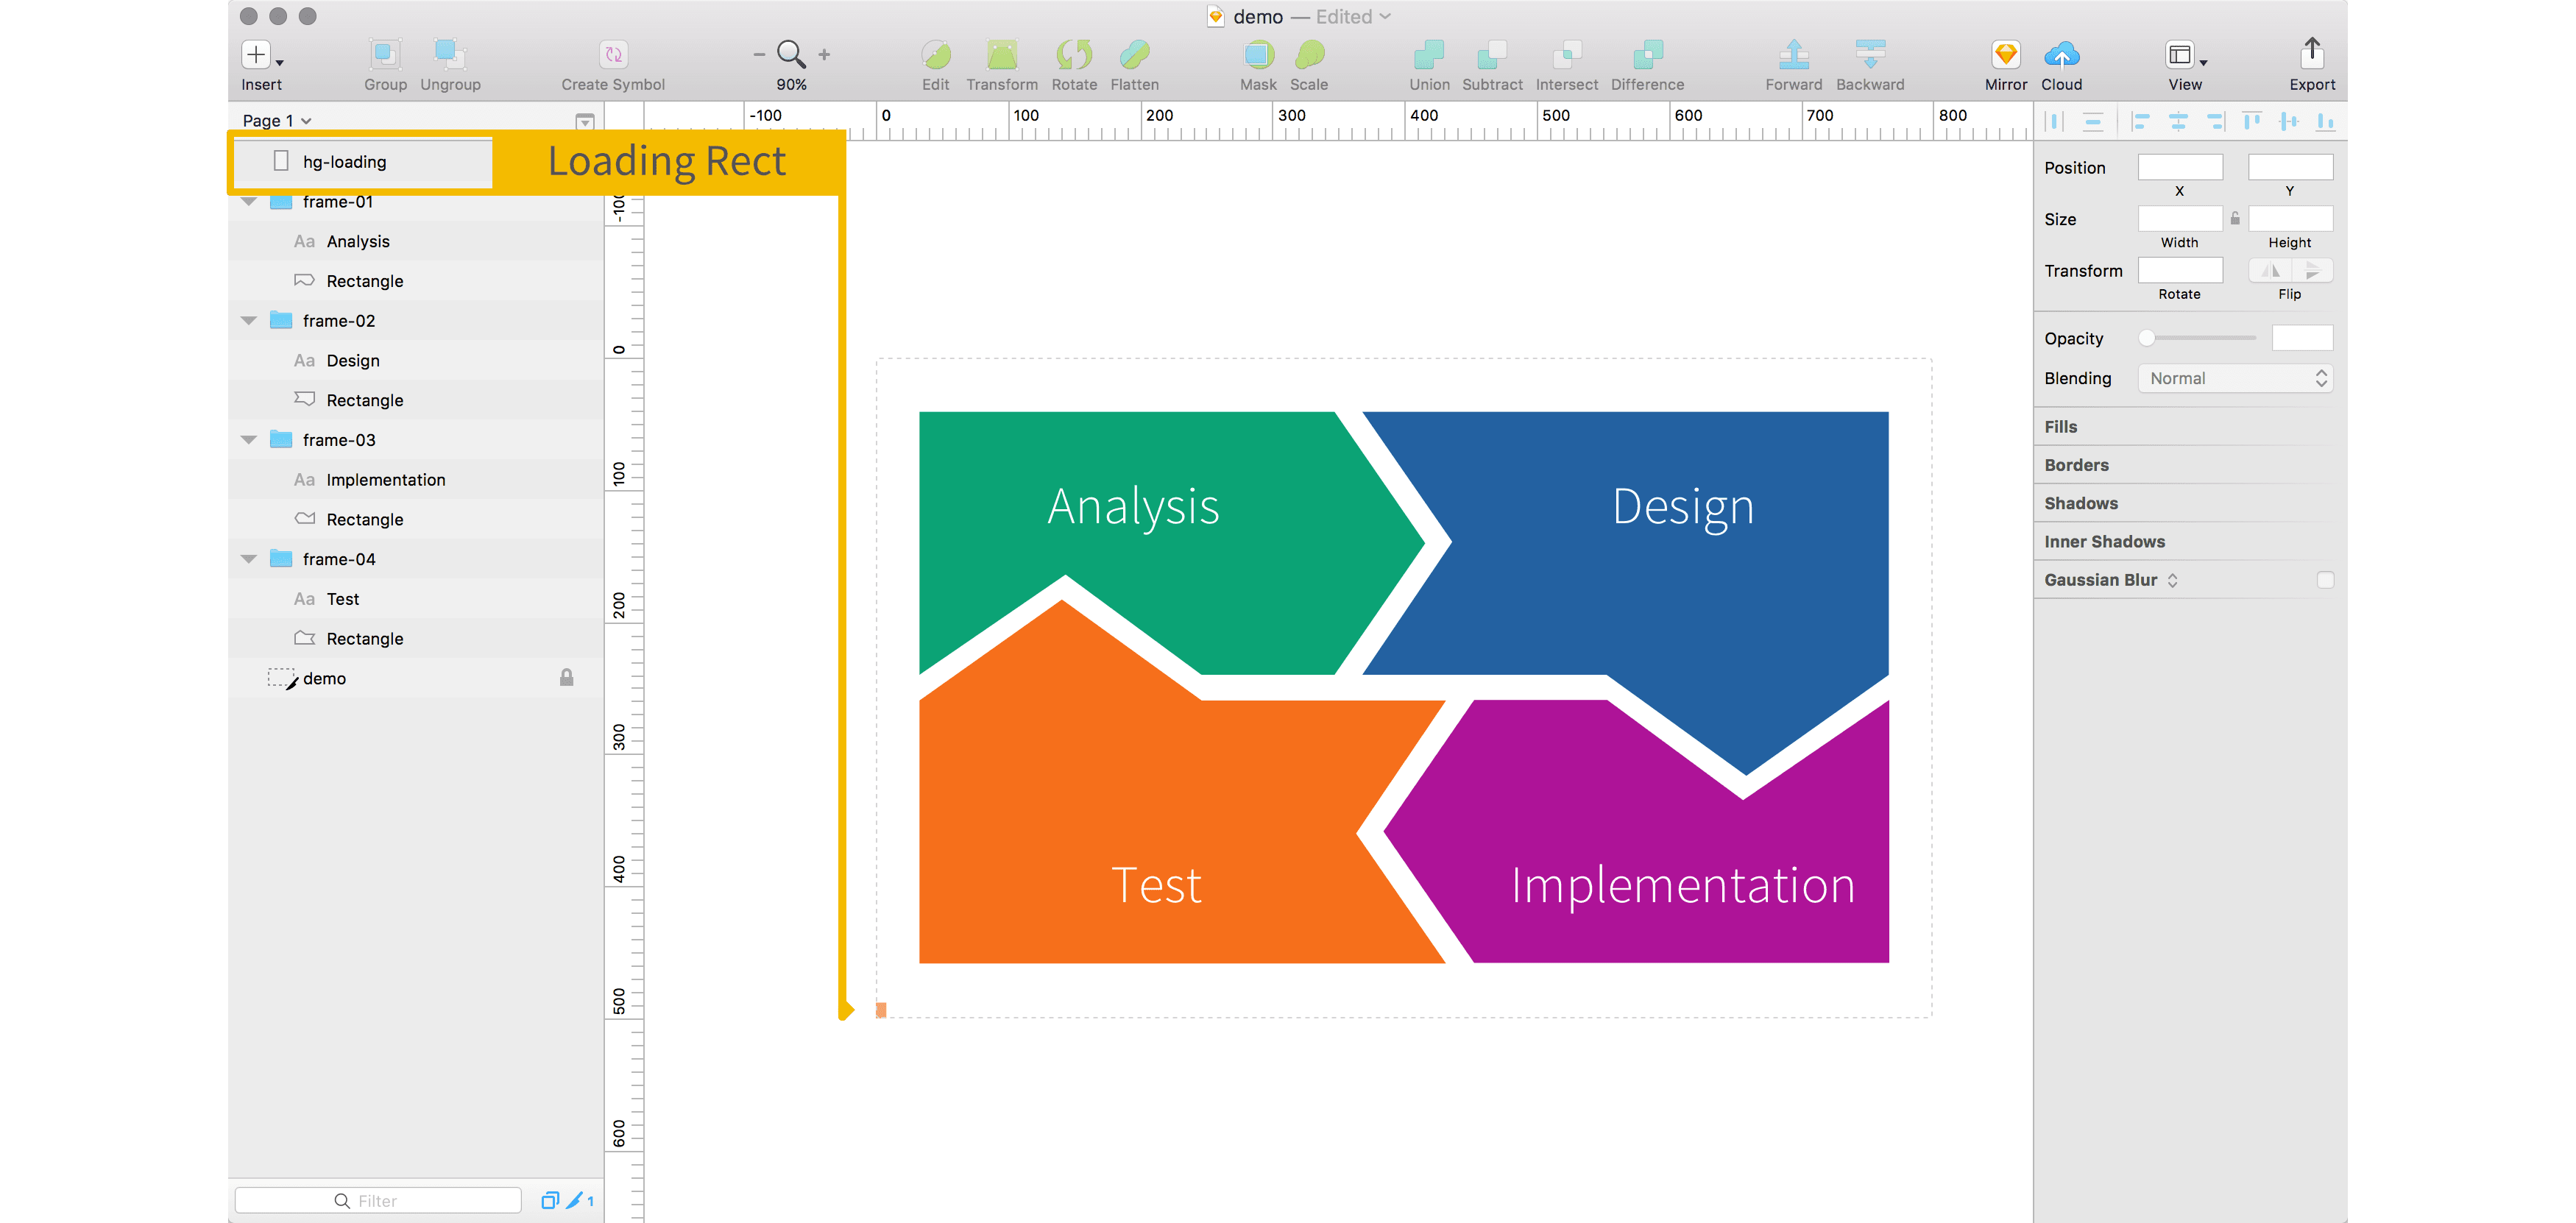 demo — Edited
Insert
Group
Ungroup
Create Symbol
90%
Edit
Transform
Rotate
Flatten
Mask
Scale
Union
Subtract
Intersect
Difference
Forward
Backward
Mirror
Cloud
View
Export
Page 1
-100 0 100 200 300 400 500 600 700 800
hg-loading
Loading Rect
frame-01
Aa Analysis
Rectangle
frame-02
Aa Design
Rectangle
frame-03
Aa Implementation
Rectangle
frame-04
Aa Test
Rectangle
demo
Filter
1
-100
0
100
200
300
400
500
600
Analysis
Design
Test
Implementation
Position
X Y
Size
Width Height
Transform
Rotate Flip
Opacity
Blending Normal
Fills
Borders
Shadows
Inner Shadows
Gaussian Blur